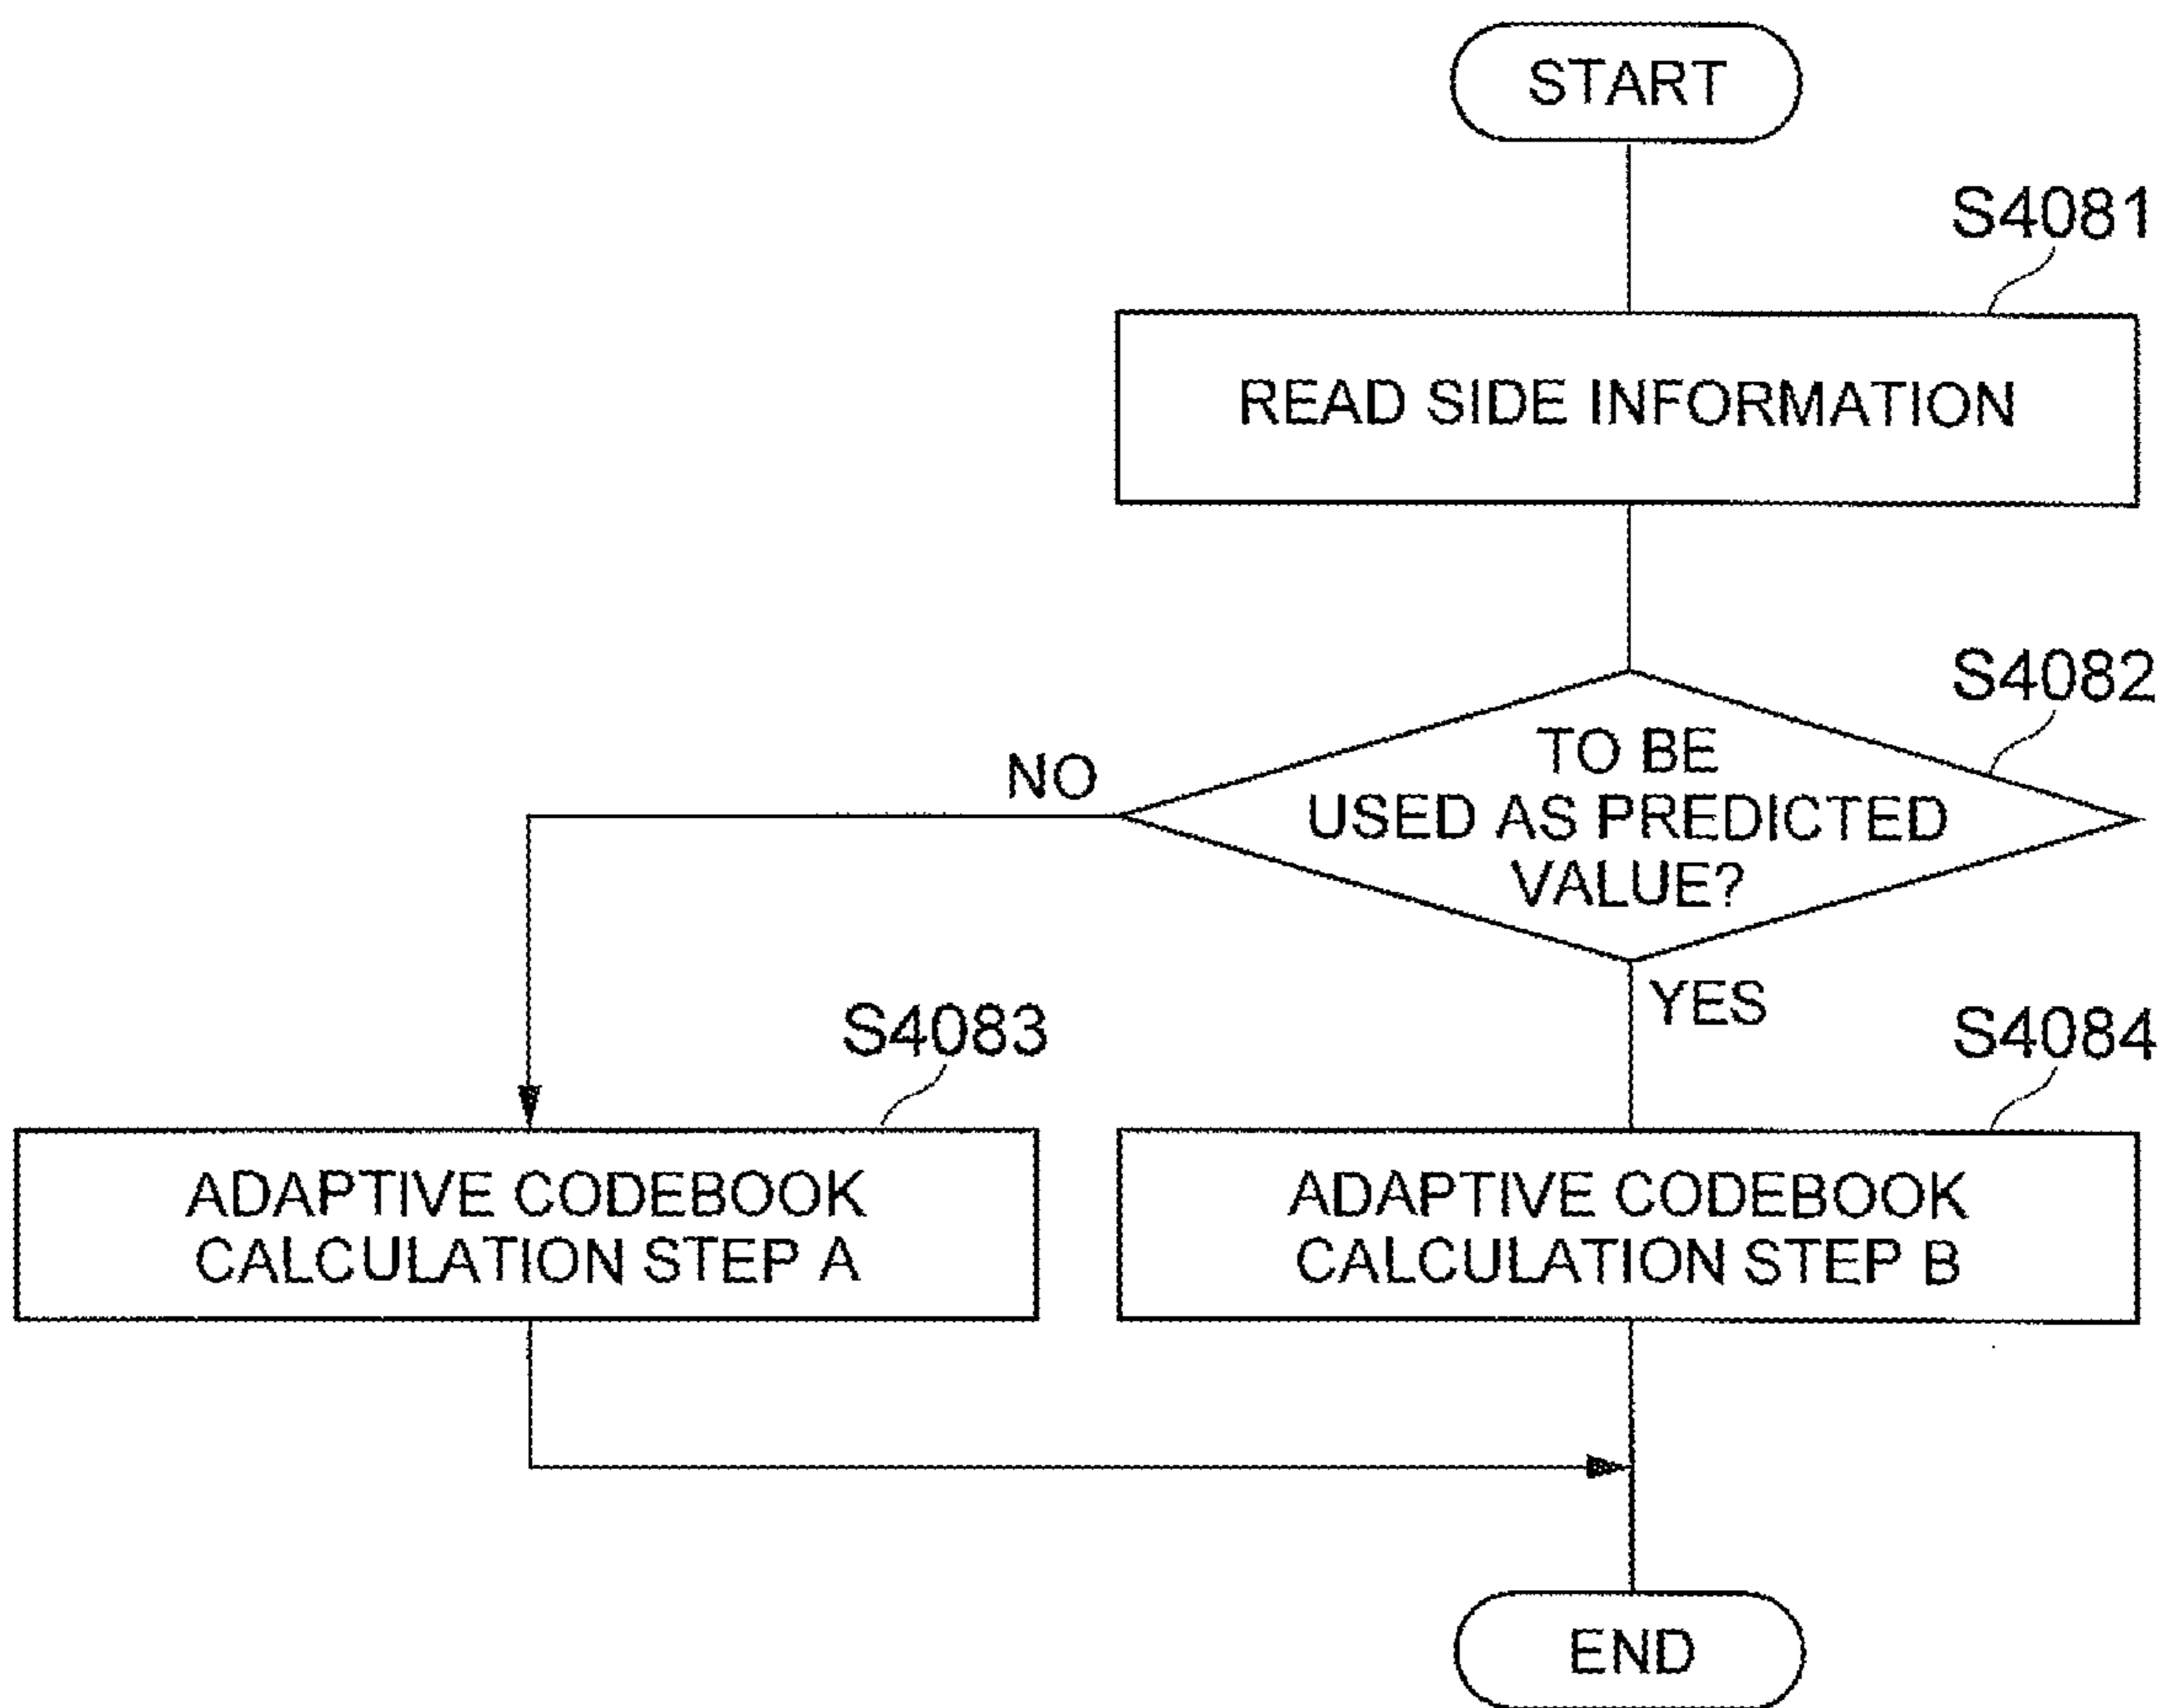 START
S4081
READ SIDE INFORMATION
S4082
TO BE
USED AS PREDICTED
VALUE?
NO
YES
S4083
ADAPTIVE CODEBOOK
CALCULATION STEP A
S4084
ADAPTIVE CODEBOOK
CALCULATION STEP B
END